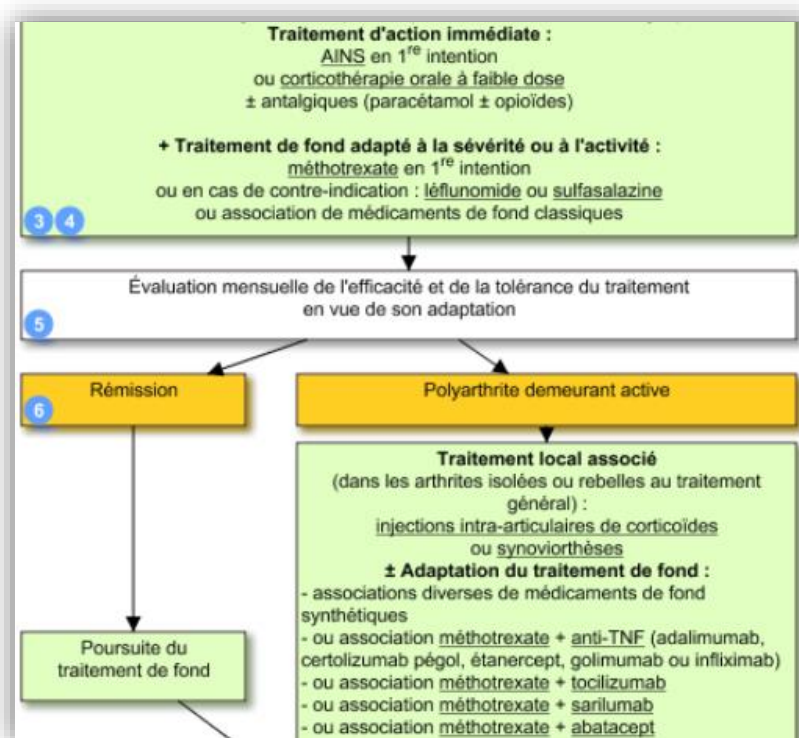 Traitement d'action immédiate :
AINS en 1re intention
ou corticothérapie orale à faible dose
± antalgiques (paracétamol ± opioïdes)
+ Traitement de fond adapté à la sévérité ou à l'activité :
méthotrexate en 1re intention
ou en cas de contre-indication : léflunomide ou sulfasalazine
ou association de médicaments de fond classiques
3 4
Évaluation mensuelle de l'efficacité et de la tolérance du traitement
en vue de son adaptation
5
Rémission
6
Polyarthrite demeurant active
Traitement local associé
(dans les arthrites isolées ou rebelles au traitement
général) :
injections intra-articulaires de corticoïdes
ou synoviorthèses
± Adaptation du traitement de fond :
- associations diverses de médicaments de fond
synthétiques
- ou association méthotrexate + anti-TNF (adalimumab,
certolizumab pégol, étanercept, golimumab ou infliximab)
- ou association méthotrexate + tocilizumab
- ou association méthotrexate + sarilumab
- ou association méthotrexate + abatacept
Poursuite du
traitement de fond